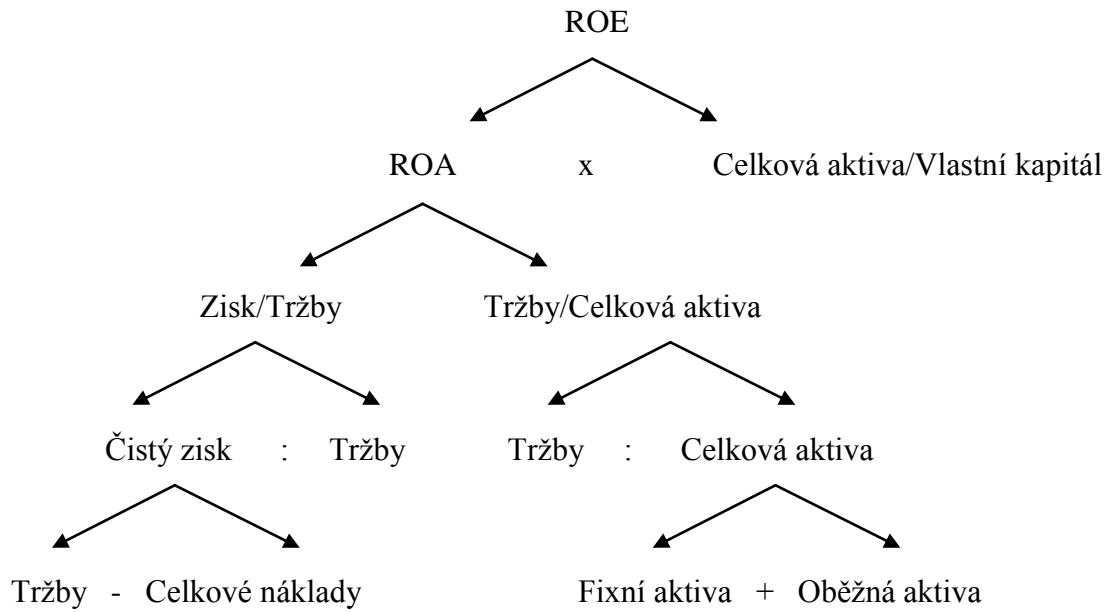 ROE
ROA x Celková aktiva/Vlastní kapitál
Zisk/Tržby Tržby/Celková aktiva
Čistý zisk : Tržby Tržby : Celková aktiva
Tržby - Celkové náklady Fixní aktiva + Oběžná aktiva